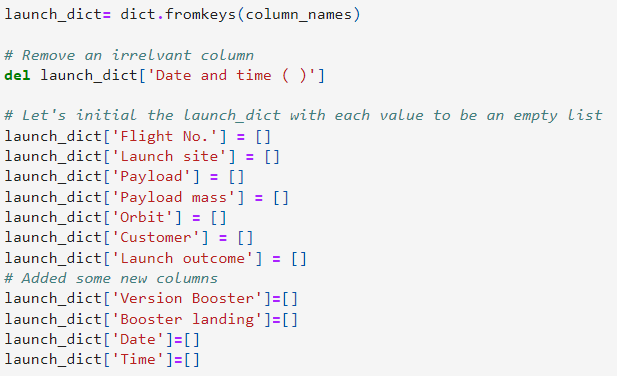 launch_dict= dict.fromkeys(column_names)
# Remove an irrelvant column
del launch_dict['Date and time ( )']
# Let's initial the launch_dict with each value to be an empty list
launch_dict['Flight No.'] = []
launch_dict['Launch site'] = []
launch_dict['Payload'] = []
launch_dict['Payload mass'] = []
launch_dict['Orbit'] = []
launch_dict['Customer'] = []
launch_dict['Launch outcome'] = []
# Added some new columns
launch_dict['Version Booster']=[]
launch_dict['Booster landing']=[]
launch_dict['Date']=[]
launch_dict['Time']=[]